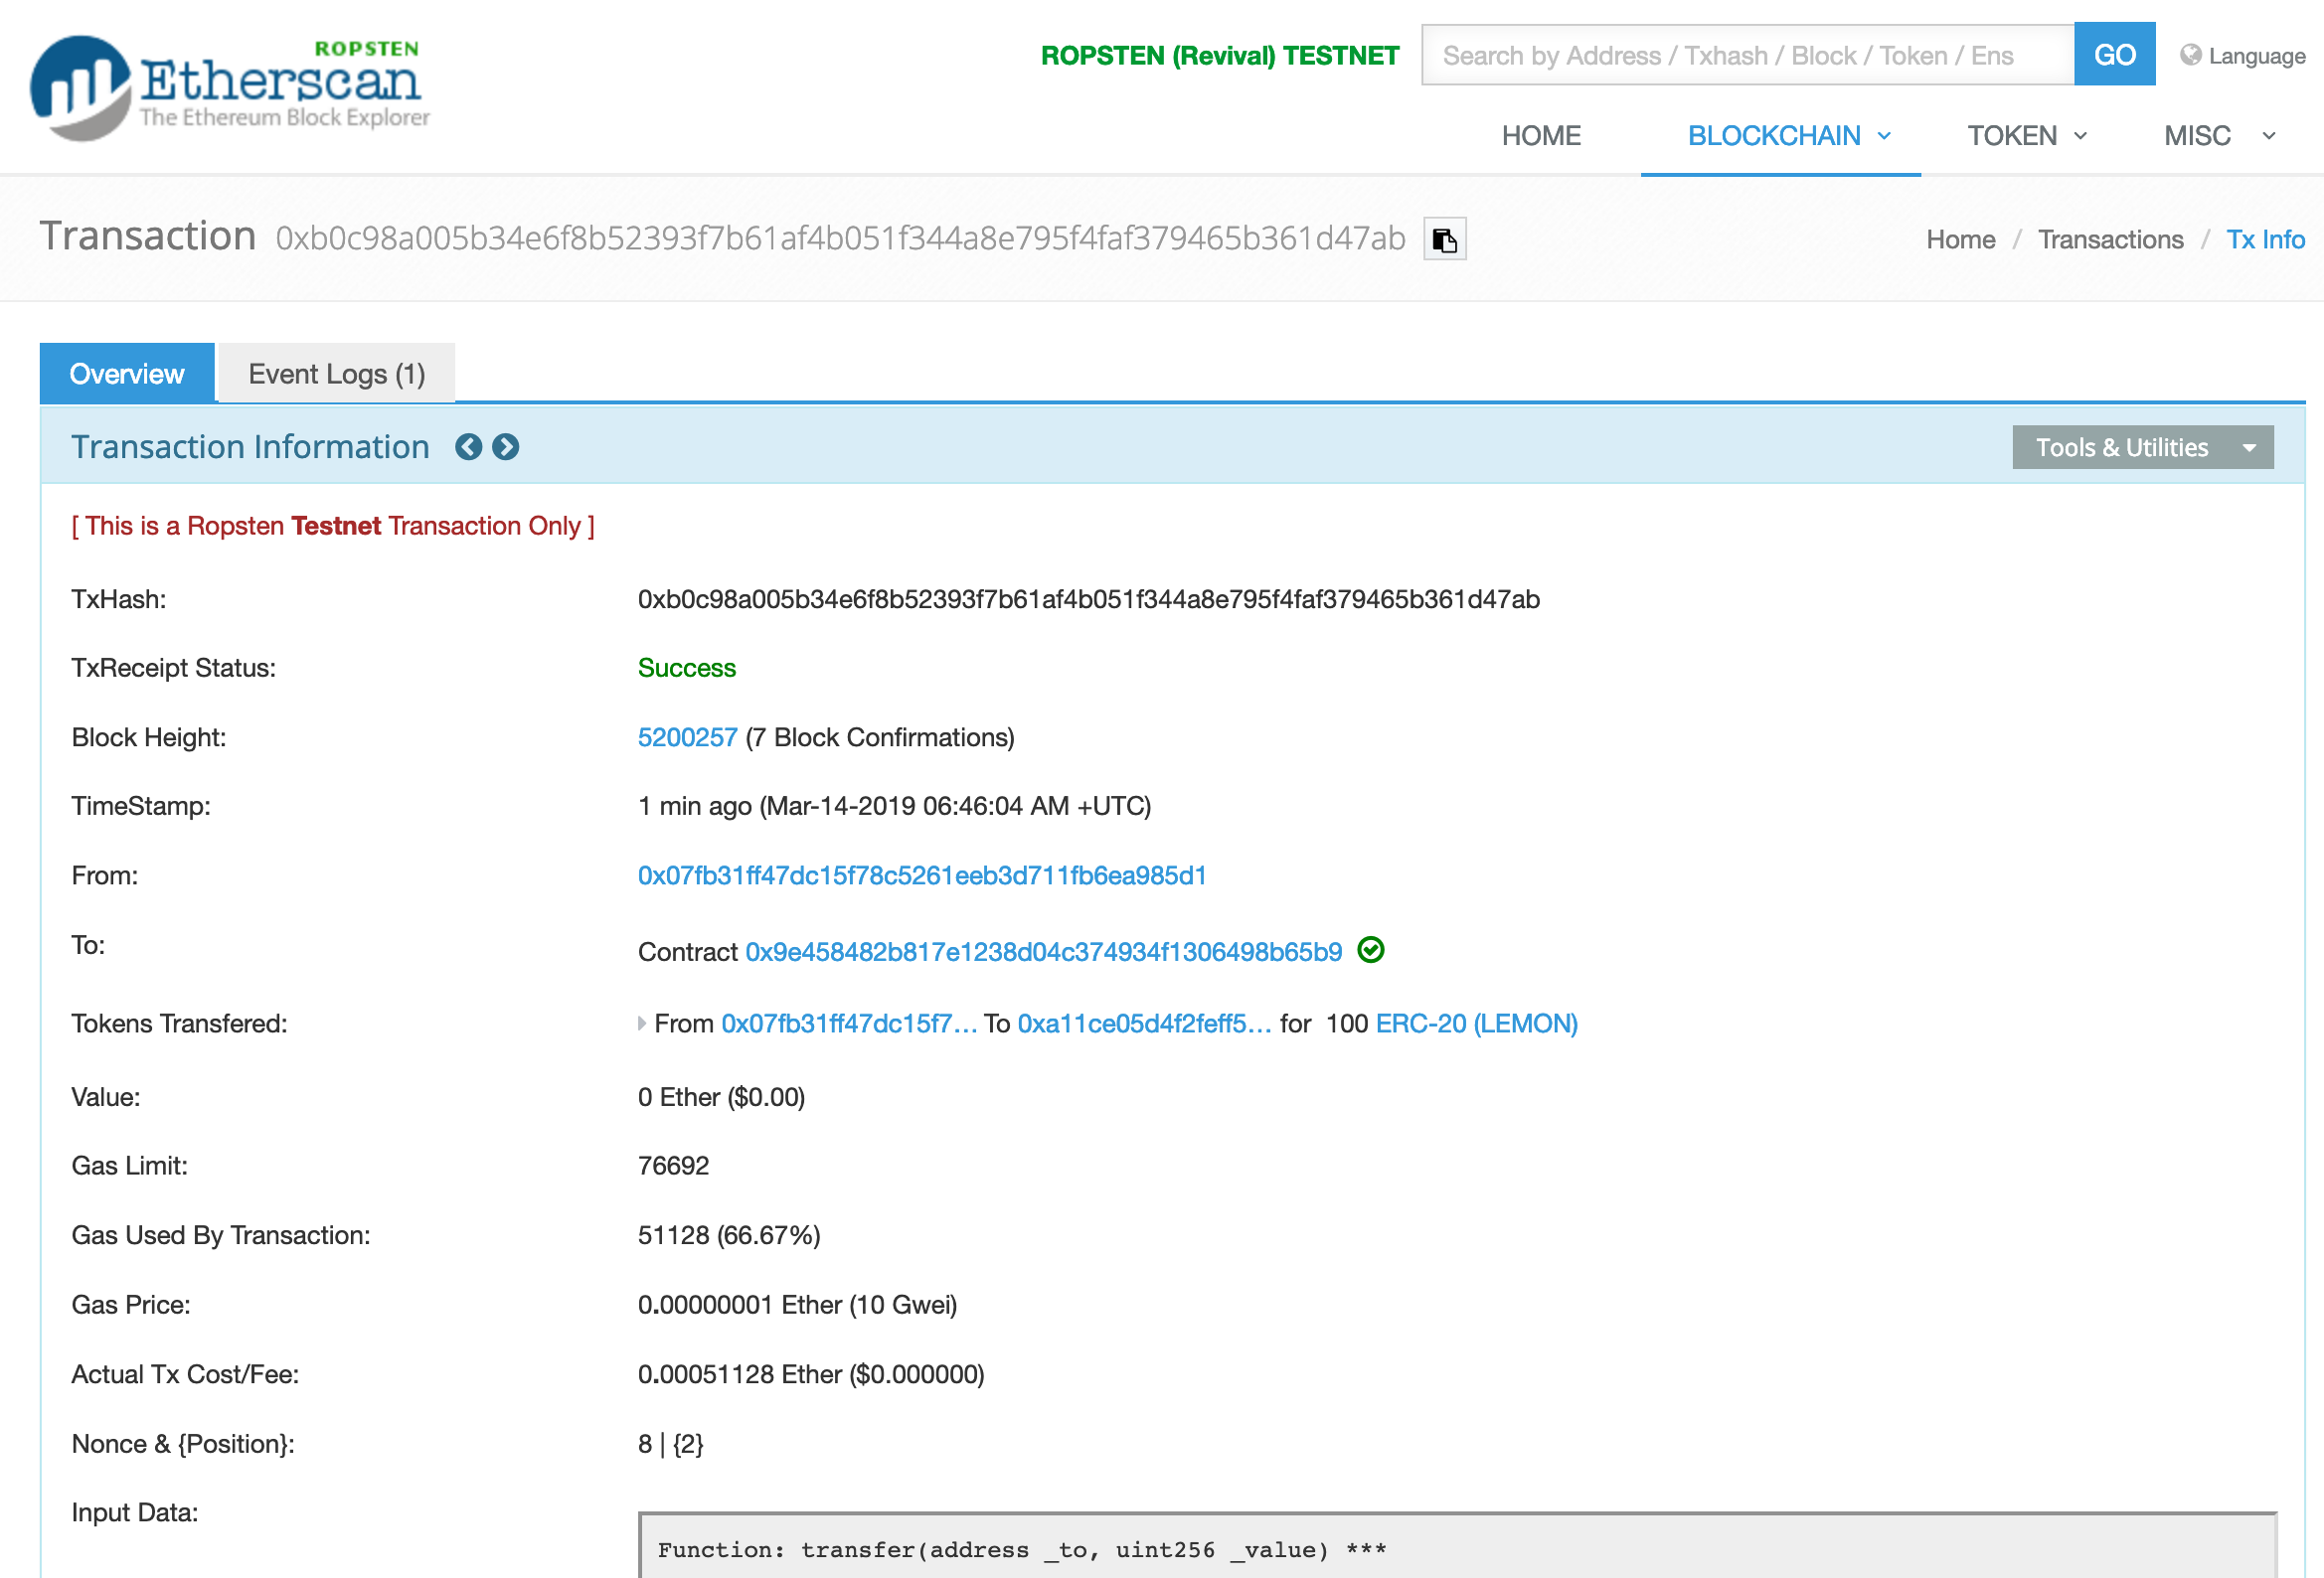 ROPSTEN
Etherscan
The Ethereum Block Explorer
ROPSTEN (Revival) TESTNET
Search by Address / Txhash / Block / Token / Ens
GO
Language
HOME BLOCKCHAIN TOKEN MISC
Transaction 0xb0c98a005b34e6f8b52393f7b61af4b051f344a8e795f4faf379465b361d47ab
Home / Transactions / Tx Info
Overview Event Logs (1)
Transaction Information
Tools & Utilities
[ This is a Ropsten Testnet Transaction Only ]
TxHash: 0xb0c98a005b34e6f8b52393f7b61af4b051f344a8e795f4faf379465b361d47ab
TxReceipt Status: Success
Block Height: 5200257 (7 Block Confirmations)
TimeStamp: 1 min ago (Mar-14-2019 06:46:04 AM +UTC)
From: 0x07fb31ff47dc15f78c5261eeb3d711fb6ea985d1
To: Contract 0x9e458482b817e1238d04c374934f1306498b65b9
Tokens Transfered: From 0x07fb31ff47dc15f7... To 0xa11ce05d4f2feff5... for 100 ERC-20 (LEMON)
Value: 0 Ether ($0.00)
Gas Limit: 76692
Gas Used By Transaction: 51128 (66.67%)
Gas Price: 0.00000001 Ether (10 Gwei)
Actual Tx Cost/Fee: 0.00051128 Ether ($0.000000)
Nonce & {Position}: 8 | {2}
Input Data:
Function: transfer(address _to, uint256 _value) ***